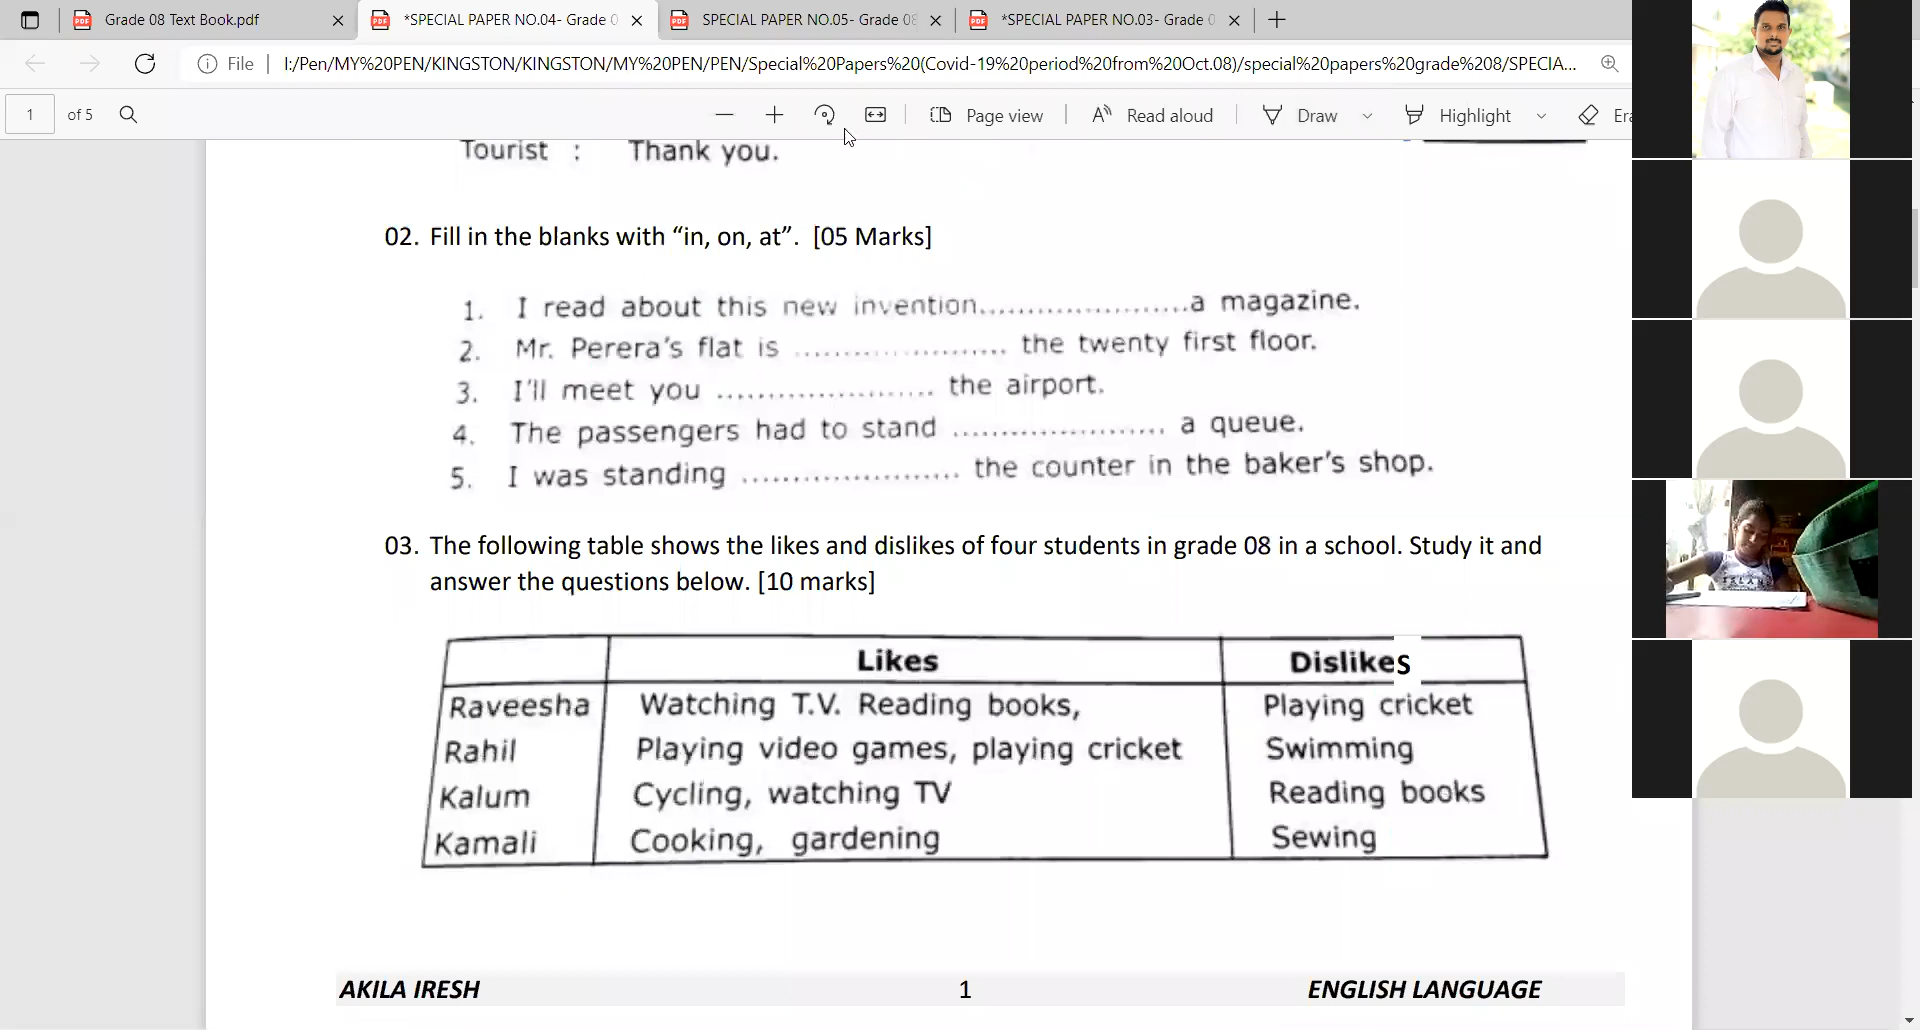 Grade 08 Text Book.pdf
*SPECIAL PAPER NO.04- Grade 0
SPECIAL PAPER NO.05- Grade 08
*SPECIAL PAPER NO.03- Grade 0
File
I:/Pen/MY%20PEN/KINGSTON/KINGSTON/MY%20PEN/PEN/Special%20Papers%20(Covid-19%20period%20from%20Oct.08)/special%20papers%20grade%208/SPECIA...
1 of 5
Page view
Read aloud
Draw
Highlight
Era
Tourist : Thank you.
02. Fill in the blanks with “in, on, at”. [05 Marks]
1. I read about this new invention....................a magazine.
2. Mr. Perera's flat is ..................... the twenty first floor.
3. I'll meet you ..................... the airport.
4. The passengers had to stand ..................... a queue.
5. I was standing ..................... the counter in the baker's shop.
03. The following table shows the likes and dislikes of four students in grade 08 in a school. Study it and
answer the questions below. [10 marks]
Likes Dislikes
Raveesha Watching T.V. Reading books, Playing cricket
Rahil Playing video games, playing cricket Swimming
Kalum Cycling, watching TV Reading books
Kamali Cooking, gardening Sewing
AKILA IRESH 1 ENGLISH LANGUAGE